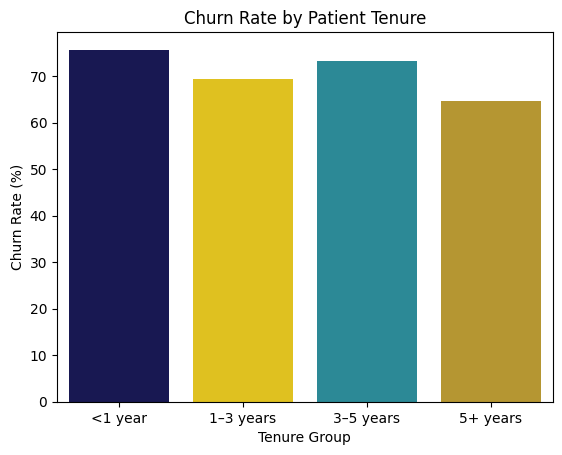 Churn Rate by Patient Tenure
Churn Rate (%)
70
60
50
40
30
20
10
0
<1 year
1–3 years
3–5 years
5+ years
Tenure Group